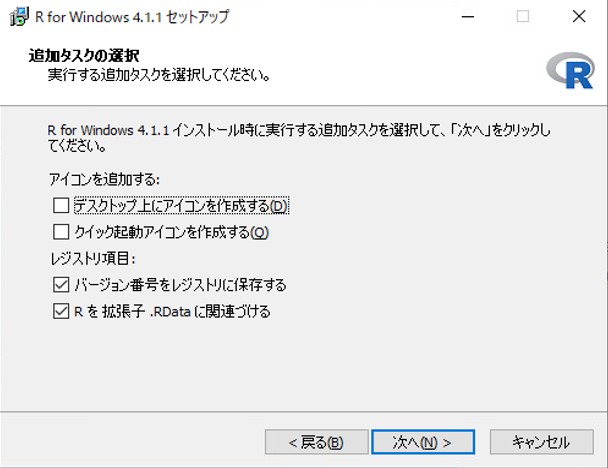 R for Windows 4.1.1 セットアップ
追加タスクの選択
実行する追加タスクを選択してください。
R
R for Windows 4.1.1 インストール時に実行する追加タスクを選択して、「次へ」をクリックし
てください。
アイコンを追加する:
デスクトップ上にアイコンを作成する(D)
クイック起動アイコンを作成する(Q)
レジストリ項目:
バージョン番号をレジストリに保存する
R を拡張子 .RData に関連づける
< 戻る(B) 次へ(N) > キャンセル